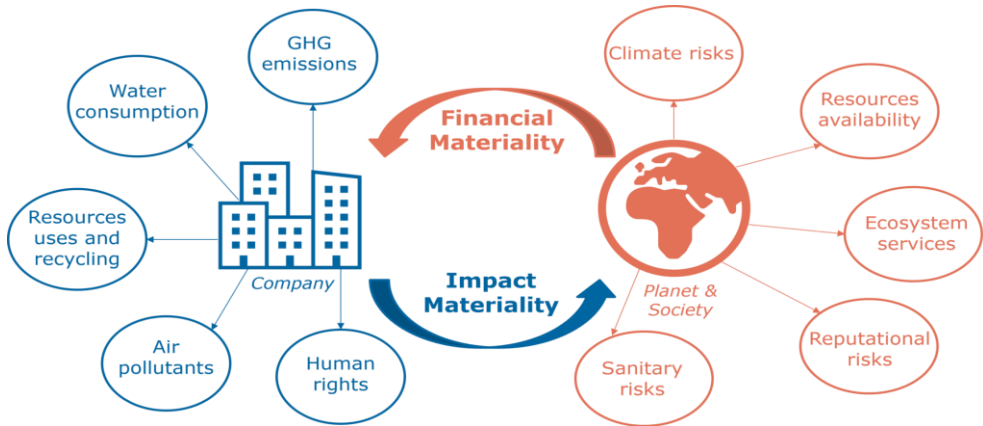 GHG
emissions
Water
consumption
Resources
uses and
recycling
Air
pollutants
Human
rights
Company
Financial
Materiality
Impact
Materiality
Planet &
Society
Climate risks
Resources
availability
Ecosystem
services
Reputational
risks
Sanitary
risks